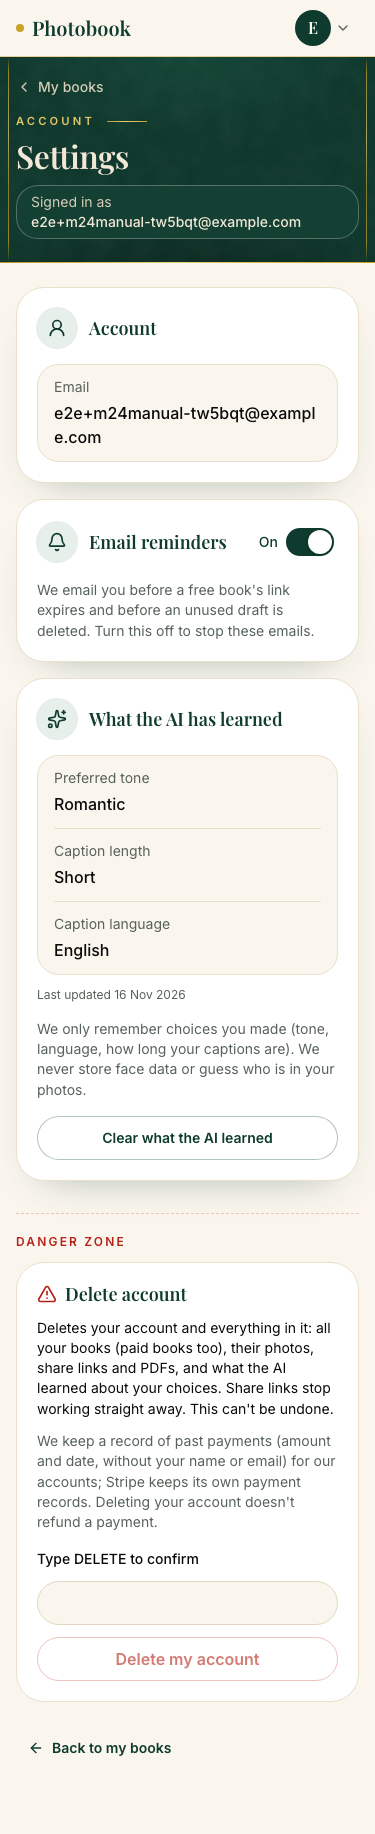 Photobook
E
My books
ACCOUNT
Settings
Signed in as
e2e+m24manual-tw5bqt@example.com
Account
Email
e2e+m24manual-tw5bqt@exampl
e.com
Email reminders
On
We email you before a free book's link
expires and before an unused draft is
deleted. Turn this off to stop these emails.
What the AI has learned
Preferred tone
Romantic
Caption length
Short
Caption language
English
Last updated 16 Nov 2026
We only remember choices you made (tone,
language, how long your captions are). We
never store face data or guess who is in your
photos.
Clear what the AI learned
DANGER ZONE
Delete account
Deletes your account and everything in it: all
your books (paid books too), their photos,
share links and PDFs, and what the AI
learned about your choices. Share links stop
working straight away. This can't be undone.
We keep a record of past payments (amount
and date, without your name or email) for our
accounts; Stripe keeps its own payment
records. Deleting your account doesn't
refund a payment.
Type DELETE to confirm
Delete my account
Back to my books